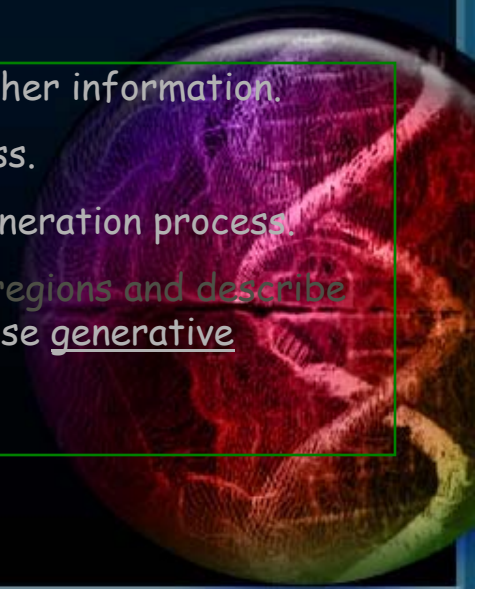 her information.
ss.
neration process.
regions and describe
se generative